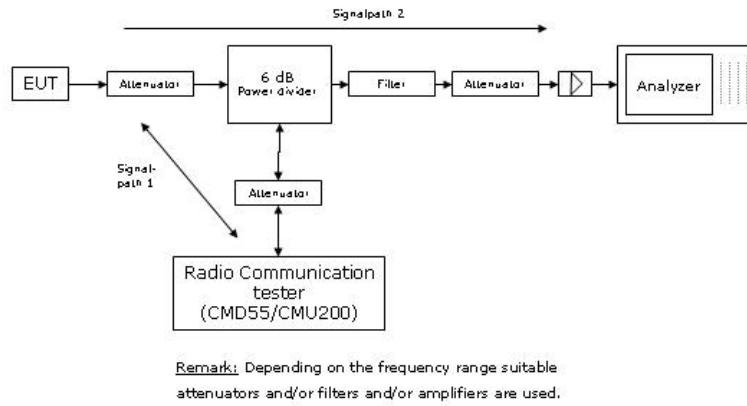 Signalpath 2
EUT
Attenuator
6 dB
Power divider
Filter
Attenuator
Analyzer
Signal-
path 1
Attenuator
Radio Communication
tester
(CMD55/CMU200)
Remark: Depending on the frequency range suitable
attenuators and/or filters and/or amplifiers are used.